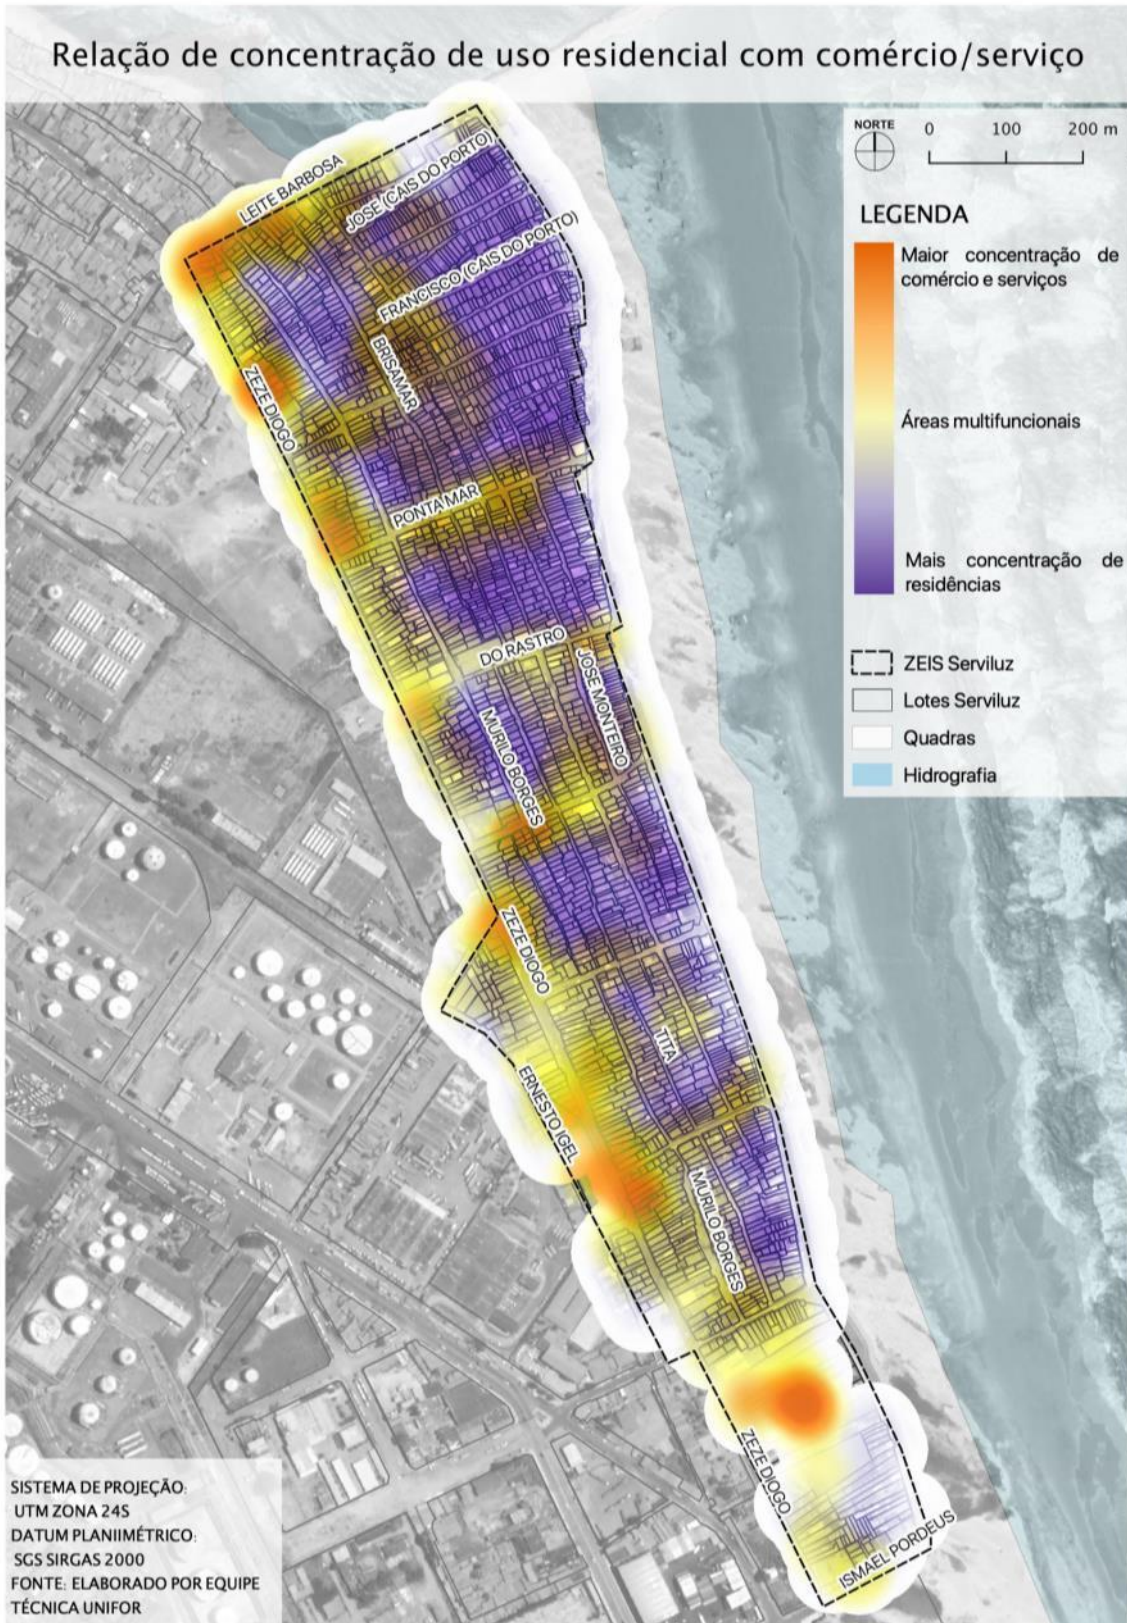 Relação de concentração de uso residencial com comércio/serviço
NORTE
0 100 200 m
LEGENDA
Maior concentração de
comércio e serviços
Áreas multifuncionais
Mais concentração de
residências
ZEIS Serviluz
Lotes Serviluz
Quadras
Hidrografia
LEITE BARBOSA
JOSE (CAIS DO PORTO)
FRANCISCO (CAIS DO PORTO)
BRISAMAR
ZEZE DIOGO
PONTA MAR
DO RASTRO
JOSE MONTEIRO
MURILO BORGES
ZEZE DIOGO
TITA
ERNESTO IGEL
MURILO BORGES
ZEZE DIOGO
ISMAEL PORDEUS
SISTEMA DE PROJEÇÃO:
UTM ZONA 24S
DATUM PLANIIMÉTRICO:
SGS SIRGAS 2000
FONTE: ELABORADO POR EQUIPE
TÉCNICA UNIFOR